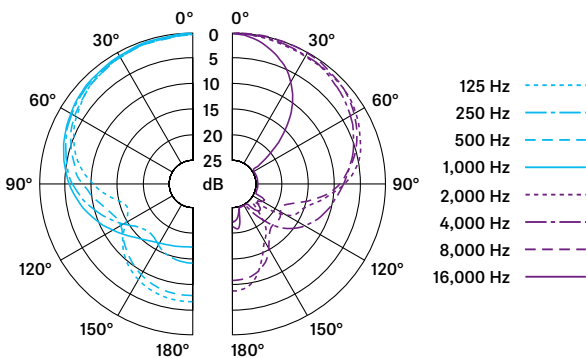 0° 0 0°
30° 5 30°
10
60° 15 60°
20
25
90° dB 90°
120° 120°
150° 150°
180° 180°
125 Hz
250 Hz
500 Hz
1,000 Hz
2,000 Hz
4,000 Hz
8,000 Hz
16,000 Hz